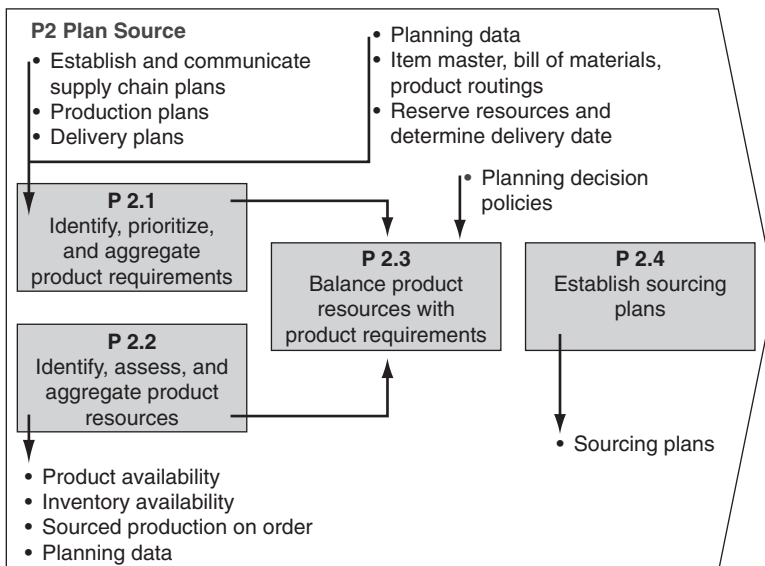 P2 Plan Source
• Establish and communicate
supply chain plans
• Production plans
• Delivery plans
• Planning data
• Item master, bill of materials,
product routings
• Reserve resources and
determine delivery date
• Planning decision
policies
P 2.1
Identify, prioritize,
and aggregate
product requirements
P 2.3
Balance product
resources with
product requirements
P 2.4
Establish sourcing
plans
P 2.2
Identify, assess, and
aggregate product
resources
• Sourcing plans
• Product availability
• Inventory availability
• Sourced production on order
• Planning data